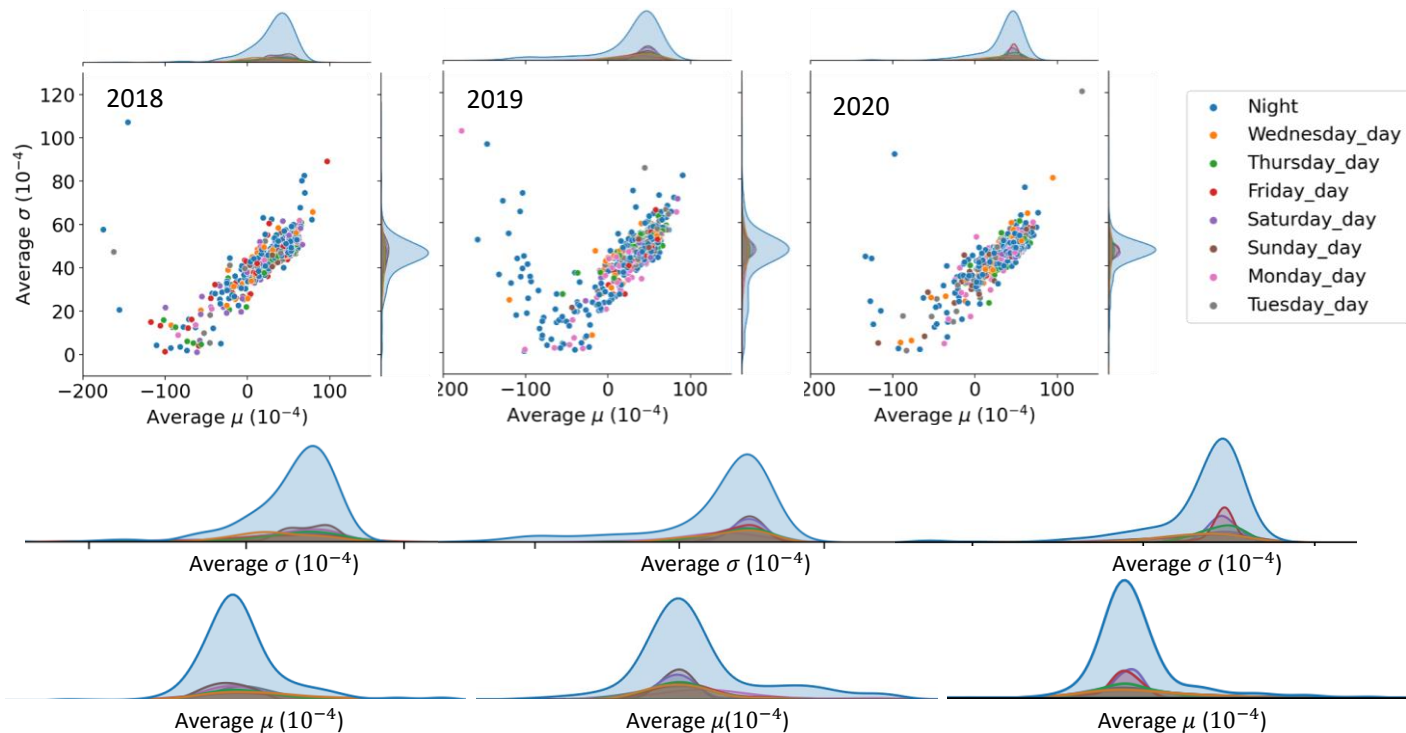 2018
2019
2020
120
100
80
60
40
20
0
Average σ (10⁻⁴)
−200 −100 0 100
200 −100 0 100
200 −100 0 100
Average μ (10⁻⁴)
Average μ (10⁻⁴)
Average μ (10⁻⁴)
Night
Wednesday_day
Thursday_day
Friday_day
Saturday_day
Sunday_day
Monday_day
Tuesday_day
Average σ (10⁻⁴)
Average σ (10⁻⁴)
Average σ (10⁻⁴)
Average μ (10⁻⁴)
Average μ(10⁻⁴)
Average μ (10⁻⁴)